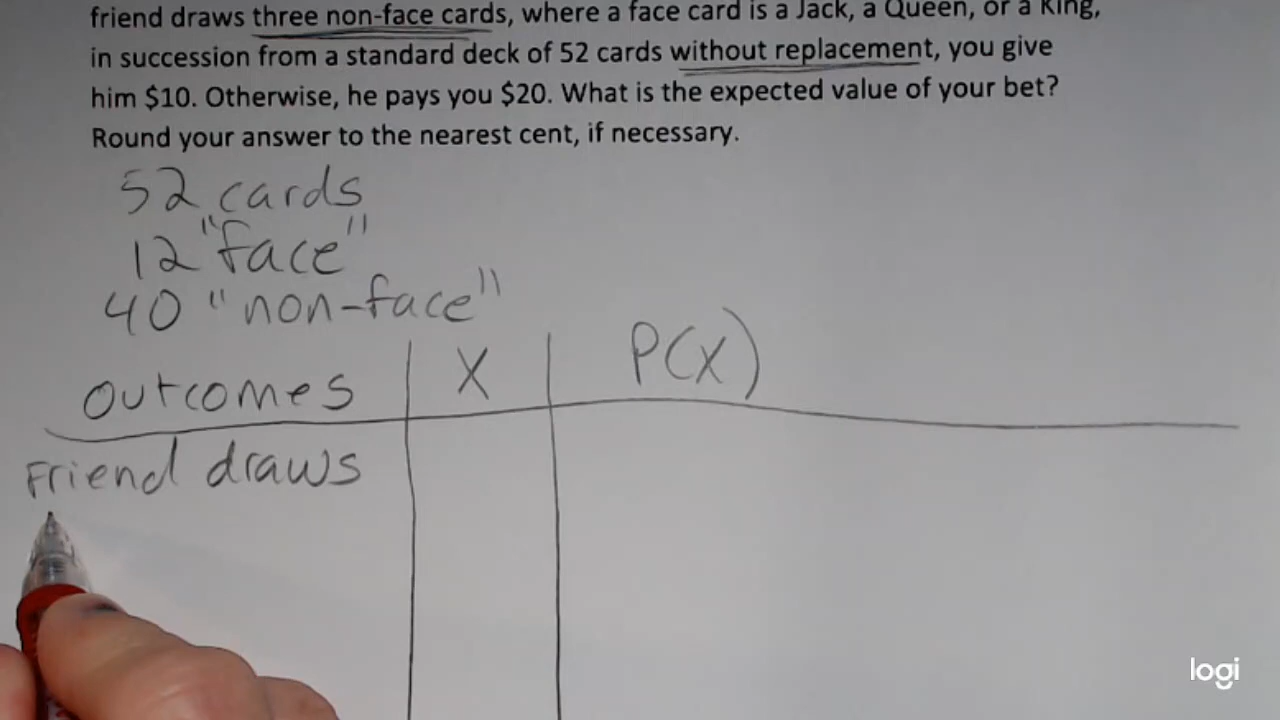 friend draws three non-face cards, where a face card is a Jack, a Queen, or a King,
in succession from a standard deck of 52 cards without replacement, you give
him $10. Otherwise, he pays you $20. What is the expected value of your bet?
Round your answer to the nearest cent, if necessary.
52 cards
12 "face"
40 "non-face"
outcomes X P(X)
Friend draws
logi